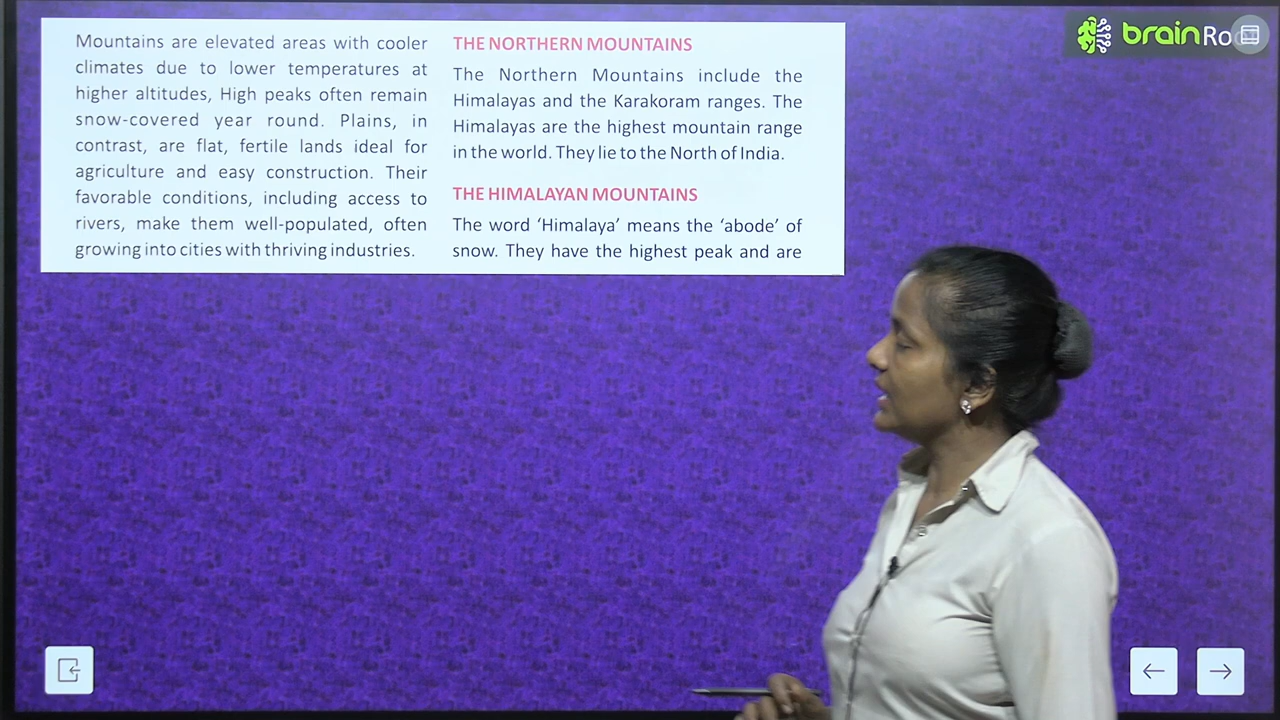 Mountains are elevated areas with cooler
climates due to lower temperatures at
higher altitudes, High peaks often remain
snow-covered year round. Plains, in
contrast, are flat, fertile lands ideal for
agriculture and easy construction. Their
favorable conditions, including access to
rivers, make them well-populated, often
growing into cities with thriving industries.
THE NORTHERN MOUNTAINS
The Northern Mountains include the
Himalayas and the Karakoram ranges. The
Himalayas are the highest mountain range
in the world. They lie to the North of India.
THE HIMALAYAN MOUNTAINS
The word ‘Himalaya’ means the ‘abode’ of
snow. They have the highest peak and are
brain